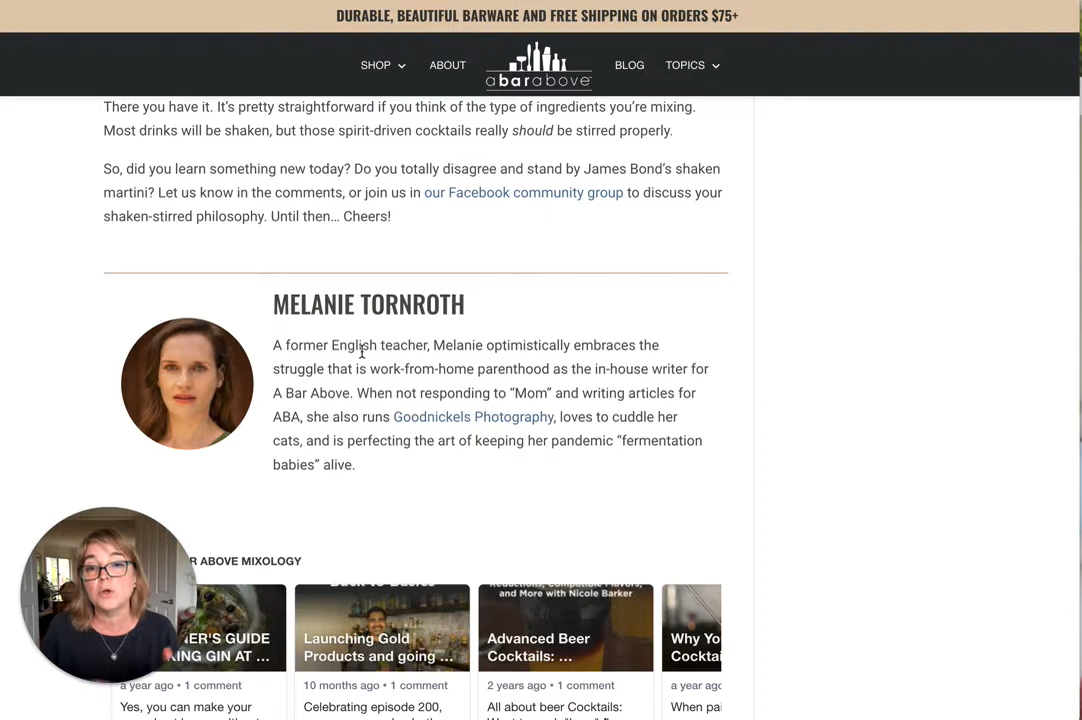 DURABLE, BEAUTIFUL BARWARE AND FREE SHIPPING ON ORDERS $75+
SHOP ABOUT abarabove BLOG TOPICS
There you have it. It's pretty straightforward if you think of the type of ingredients you're mixing.
Most drinks will be shaken, but those spirit-driven cocktails really should be stirred properly.
So, did you learn something new today? Do you totally disagree and stand by James Bond's shaken
martini? Let us know in the comments, or join us in our Facebook community group to discuss your
shaken-stirred philosophy. Until then… Cheers!
MELANIE TORNROTH
A former English teacher, Melanie optimistically embraces the
struggle that is work-from-home parenthood as the in-house writer for
A Bar Above. When not responding to “Mom” and writing articles for
ABA, she also runs Goodnickels Photography, loves to cuddle her
cats, and is perfecting the art of keeping her pandemic “fermentation
babies” alive.
R ABOVE MIXOLOGY
NER'S GUIDE
KING GIN AT ...
a year ago • 1 comment
Yes, you can make your
Launching Gold
Products and going ...
10 months ago • 1 comment
Celebrating episode 200,
and More with Nicole Barker
Advanced Beer
Cocktails: ...
2 years ago • 1 comment
All about beer Cocktails:
Why Yo
Cocktai
a year ago
When pai